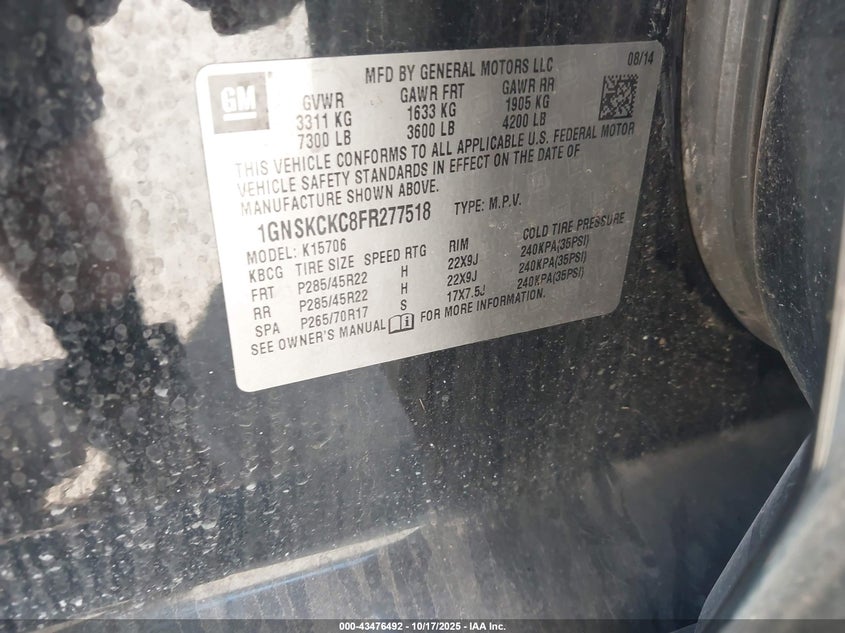 GM
MFD BY GENERAL MOTORS LLC 08/14
GVWR GAWR FRT GAWR RR
3311 KG 1633 KG 1905 KG
7300 LB 3600 LB 4200 LB
THIS VEHICLE CONFORMS TO ALL APPLICABLE U.S. FEDERAL MOTOR
VEHICLE SAFETY STANDARDS IN EFFECT ON THE DATE OF
MANUFACTURE SHOWN ABOVE.
1GNSKCKC8FR277518 TYPE: M.P.V.
MODEL: K15706
KBCG TIRE SIZE SPEED RTG RIM COLD TIRE PRESSURE
FRT P285/45R22 H 22X9J 240KPA(35PSI)
RR P285/45R22 H 22X9J 240KPA(35PSI)
SPA P265/70R17 S 17X7.5J 240KPA(35PSI)
SEE OWNER'S MANUAL FOR MORE INFORMATION.
000-43476492 - 10/17/2025 - IAA Inc.